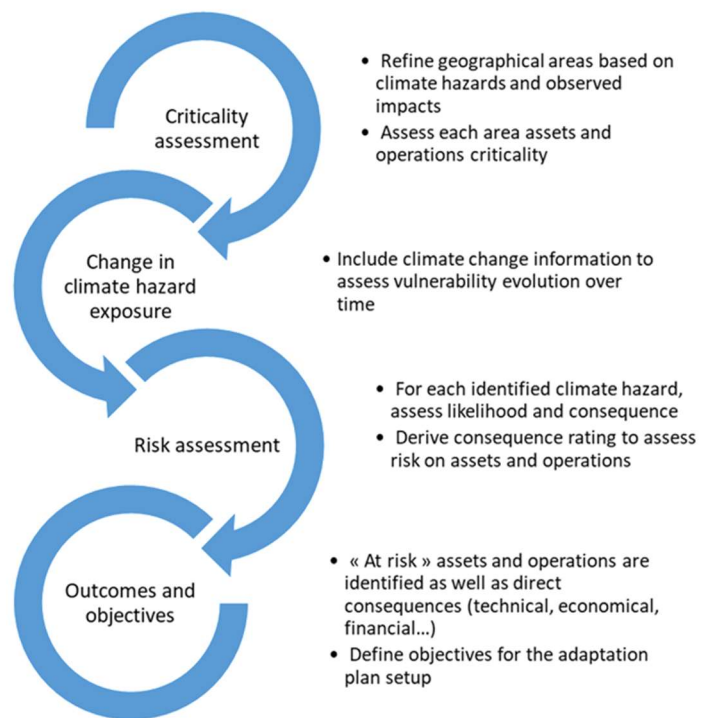 Criticality
assessment
• Refine geographical areas based on
climate hazards and observed
impacts
• Assess each area assets and
operations criticality
Change in
climate hazard
exposure
• Include climate change information to
assess vulnerability evolution over
time
Risk assessment
• For each identified climate hazard,
assess likelihood and consequence
• Derive consequence rating to assess
risk on assets and operations
Outcomes and
objectives
• « At risk » assets and operations are
identified as well as direct
consequences (technical, economical,
financial...)
• Define objectives for the adaptation
plan setup